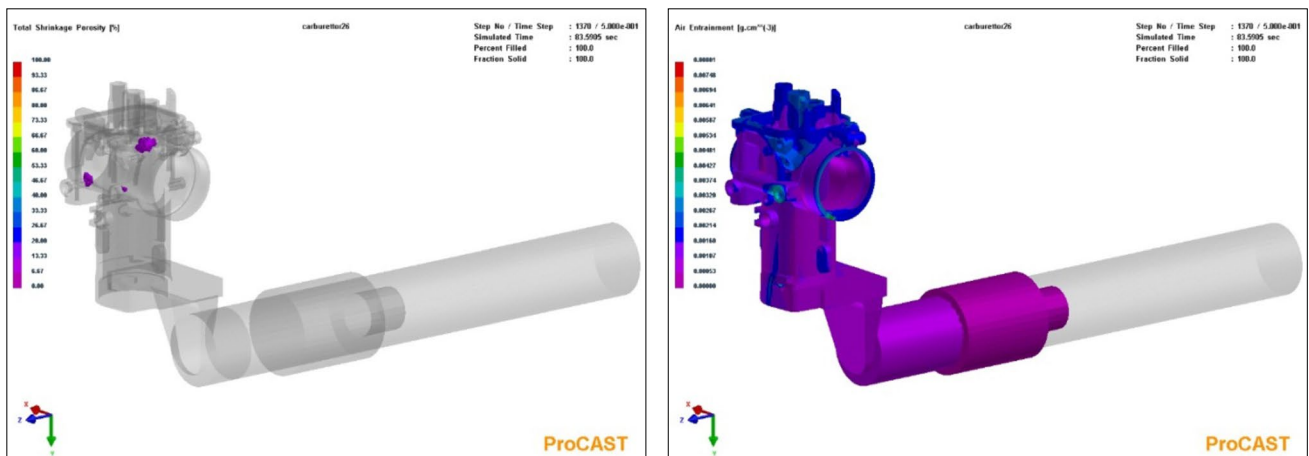 Total Shrinkage Porosity [%]
carburetter26
Step No / Time Step : 1370 / 5.000e-001
Simulated Time : 83.5905 sec
Percent Filled : 100.0
Fraction Solid : 100.0
100.00
93.33
86.67
80.00
73.33
66.67
60.00
53.33
46.67
40.00
33.33
26.67
20.00
13.33
6.67
0.00
X
Z
Y
ProCAST
Air Entrainment [g.cm**(-3)]
carburetter26
Step No / Time Step : 1370 / 5.000e-001
Simulated Time : 83.5905 sec
Percent Filled : 100.0
Fraction Solid : 100.0
0.00801
0.00748
0.00694
0.00641
0.00587
0.00534
0.00481
0.00427
0.00374
0.00320
0.00267
0.00214
0.00160
0.00107
0.00053
0.00000
X
Z
Y
ProCAST